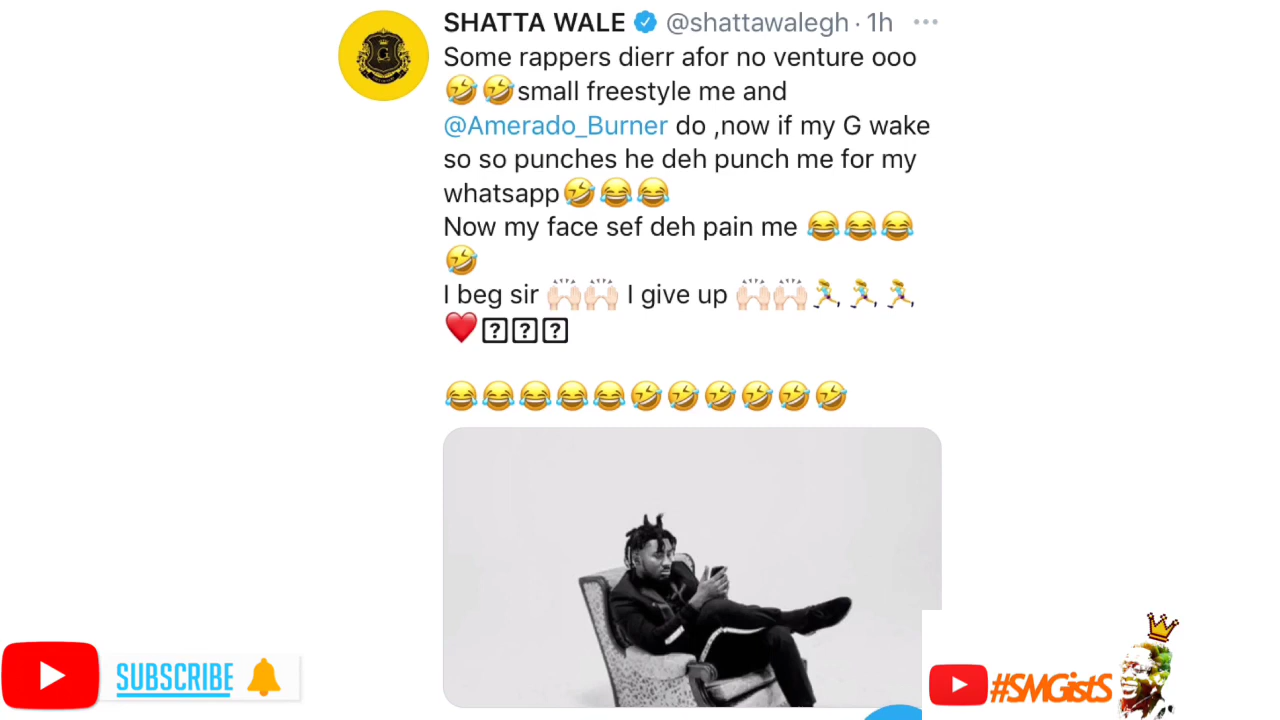 SHATTA WALE @shattawalegh · 1h ···
Some rappers dierr afor no venture ooo
🤣🤣small freestyle me and
@Amerado_Burner do ,now if my G wake
so so punches he deh punch me for my
whatsapp🤣😂😂
Now my face sef deh pain me 😂😂😂
🤣
I beg sir 🙌🏻🙌🏻 I give up 🙌🏻🙌🏻🏃‍♀️🏃‍♀️🏃‍♀️
❤️⍰⍰⍰
😂😂😂😂😂🤣🤣🤣🤣🤣🤣
SUBSCRIBE
#SMGistS